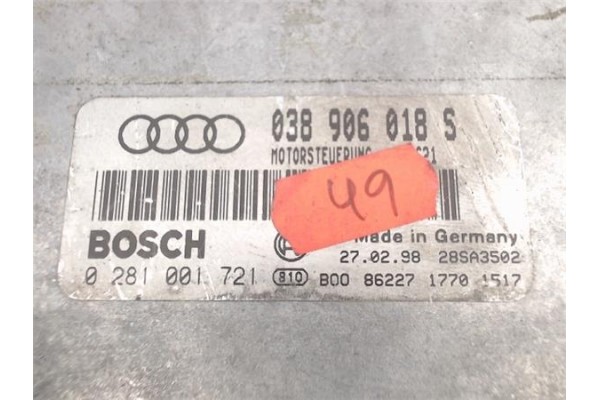 038 906 018 S
MOTORSTEUERUNG
49
BOSCH
Made in Germany
27.02.98 28SA3502
0 281 001 721 810 B00 86227 1770 1517